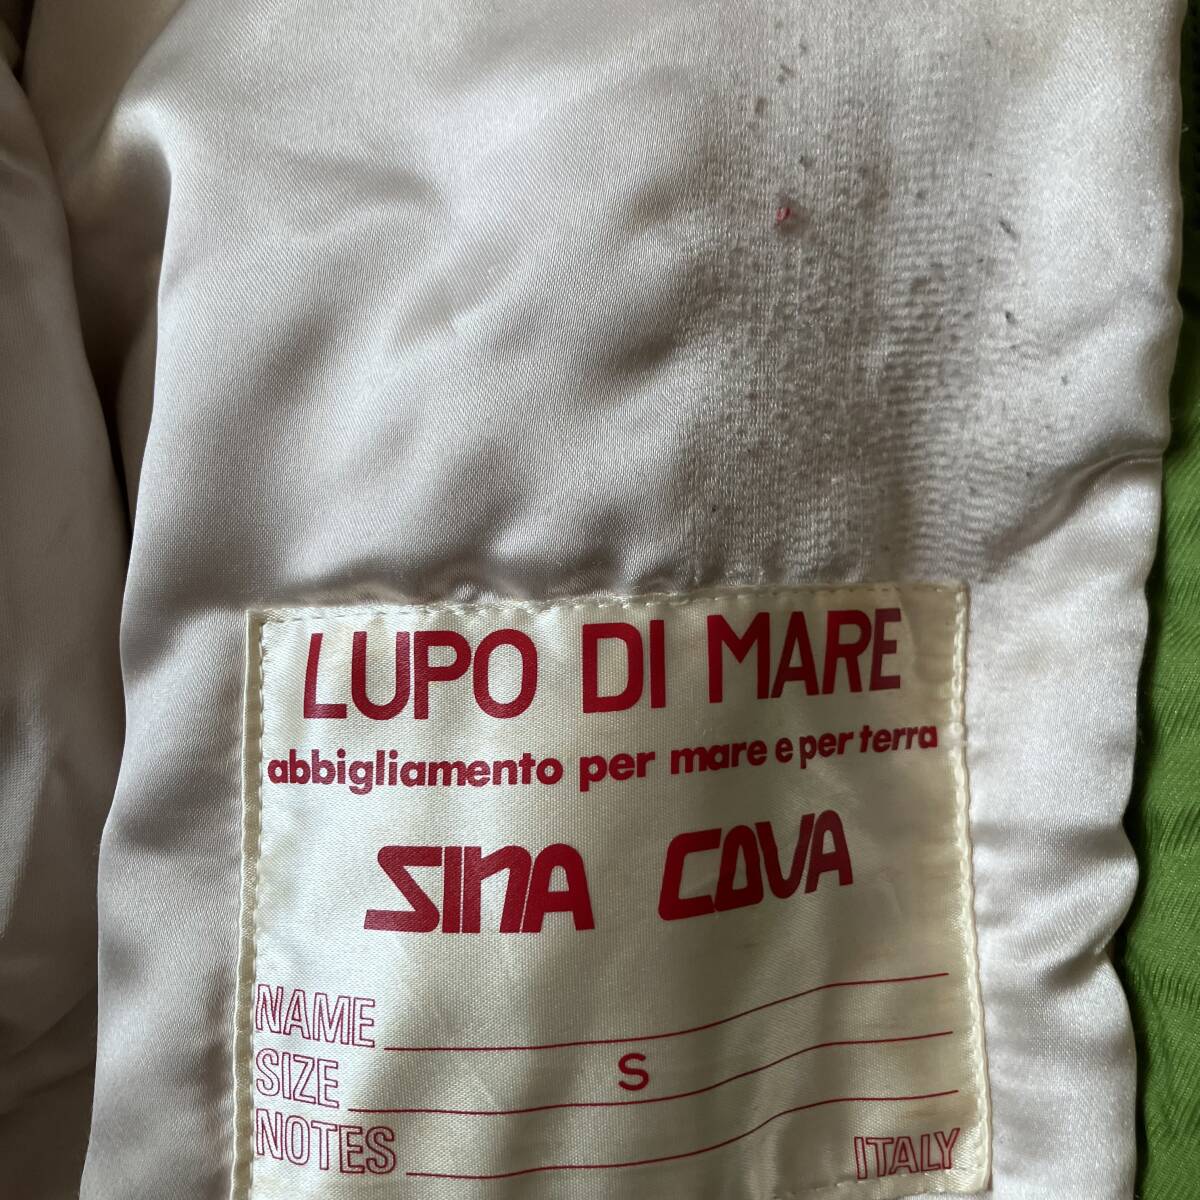 LUPO DI MARE
abbigliamento per mare e per terra
SINA COVA
NAME
SIZE S
NOTES
ITALY